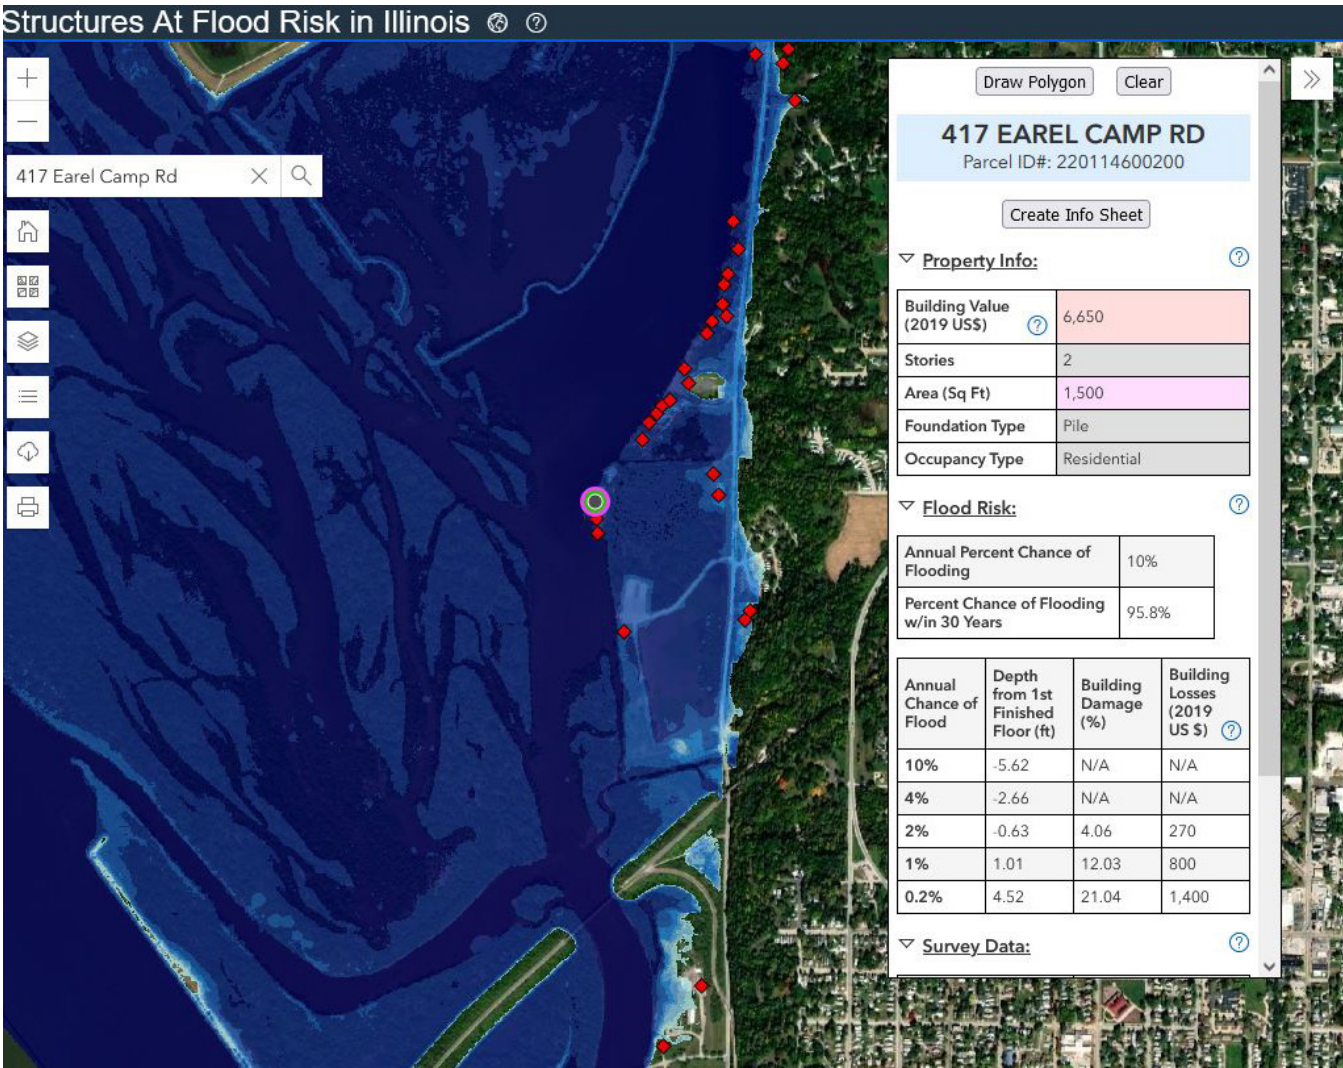 Structures At Flood Risk in Illinois
417 Earel Camp Rd
Draw Polygon Clear
417 EAREL CAMP RD
Parcel ID#: 220114600200
Create Info Sheet
Property Info:
Building Value
(2019 US$) 6,650
Stories 2
Area (Sq Ft) 1,500
Foundation Type Pile
Occupancy Type Residential
Flood Risk:
Annual Percent Chance of
Flooding 10%
Percent Chance of Flooding
w/in 30 Years 95.8%
Annual
Chance of
Flood
Depth
from 1st
Finished
Floor (ft)
Building
Damage
(%)
Building
Losses
(2019
US $)
10% -5.62 N/A N/A
4% -2.66 N/A N/A
2% -0.63 4.06 270
1% 1.01 12.03 800
0.2% 4.52 21.04 1,400
Survey Data: